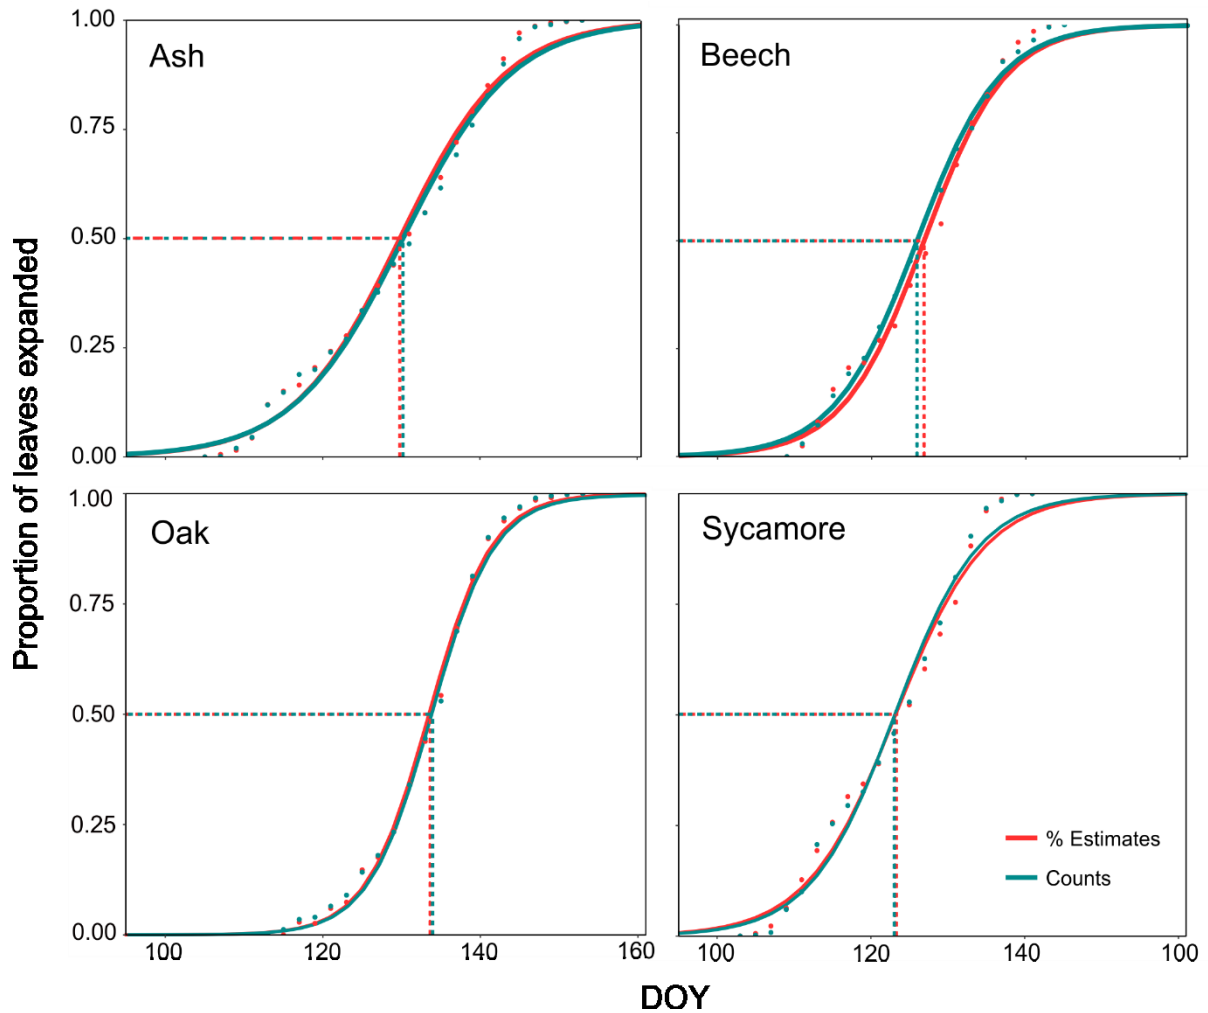 Proportion of leaves expanded
1.00
0.75
0.50
0.25
0.00
Ash
Beech
1.00
0.75
0.50
0.25
0.00
Oak
Sycamore
% Estimates
Counts
100 120 140 160
100 120 140 100
DOY